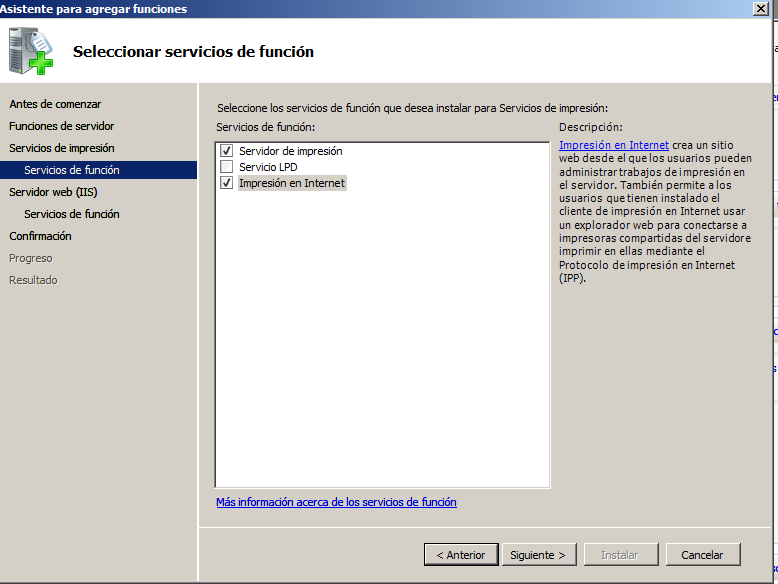 Asistente para agregar funciones
Seleccionar servicios de función
Antes de comenzar
Funciones de servidor
Servicios de impresión
Servicios de función
Servidor web (IIS)
Servicios de función
Confirmación
Progreso
Resultado
Seleccione los servicios de función que desea instalar para Servicios de impresión:
Servicios de función:
Servidor de impresión
Servicio LPD
Impresión en Internet
Más información acerca de los servicios de función
Descripción:
Impresión en Internet crea un sitio
web desde el que los usuarios pueden
administrar trabajos de impresión en
el servidor. También permite a los
usuarios que tienen instalado el
cliente de impresión en Internet usar
un explorador web para conectarse a
impresoras compartidas del servidor e
imprimir en ellas mediante el
Protocolo de impresión en Internet
(IPP).
< Anterior
Siguiente >
Instalar
Cancelar